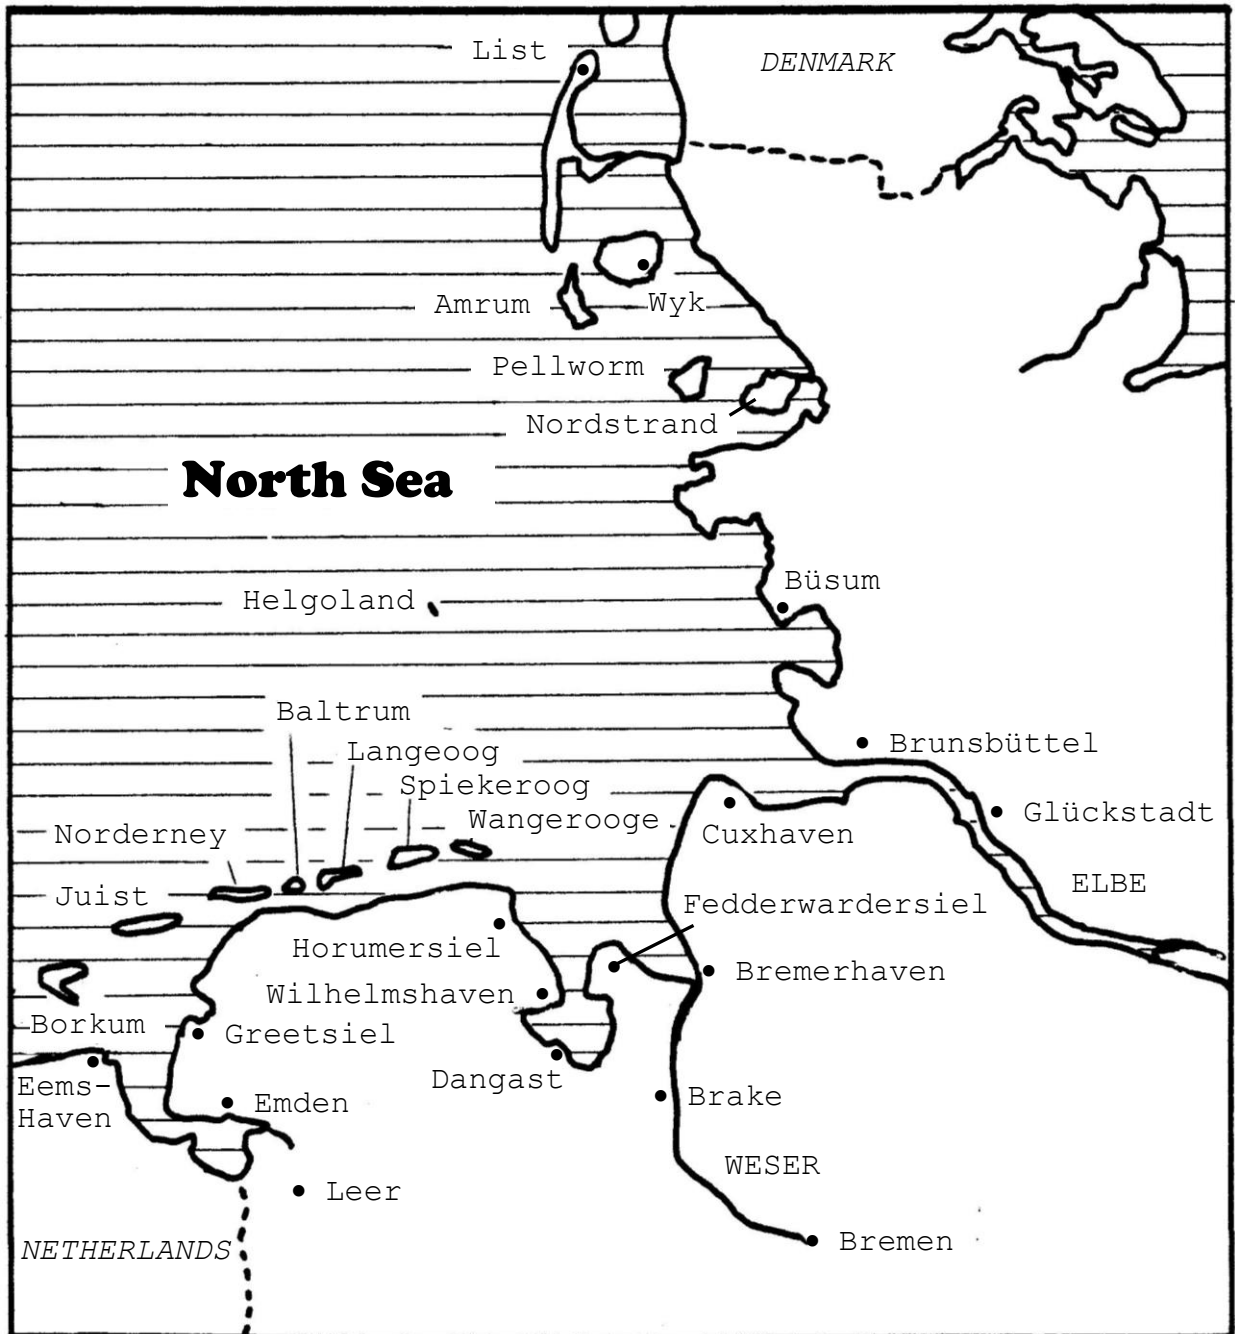 List
DENMARK
Amrum
Wyk
Pellworm
Nordstrand
North Sea
Büsum
Helgoland
Baltrum
Langeoog
Spiekeroog
Wangerooge
Norderney
Juist
Brunsbüttel
Glückstadt
Cuxhaven
ELBE
Fedderwardersiel
Horumersiel
Bremerhaven
Wilhelmshaven
Borkum
Greetsiel
Dangast
Eems-
Haven
Emden
Brake
WESER
Leer
NETHERLANDS
Bremen